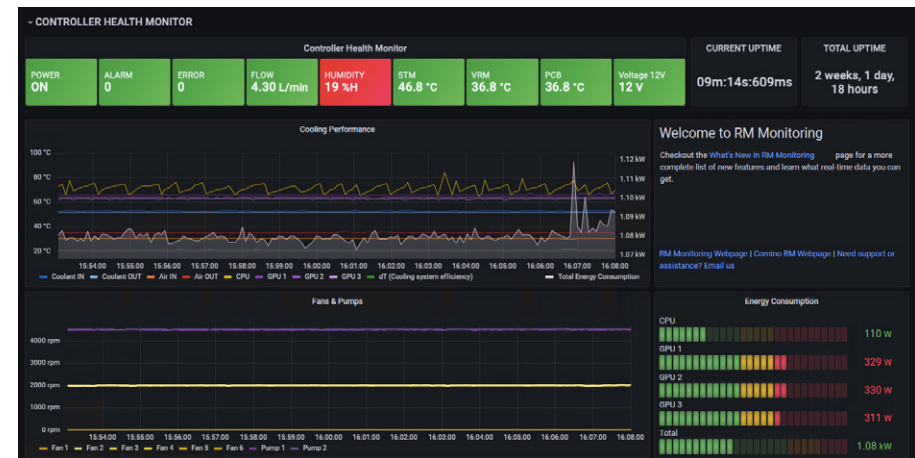 CONTROLLER HEALTH MONITOR
Controller Health Monitor
CURRENT UPTIME
TOTAL UPTIME
POWER
ON
ALARM
0
ERROR
0
FLOW
4.30 L/min
HUMIDITY
19 %H
STM
46.8 °C
VRM
36.8 °C
PCB
36.8 °C
Voltage 12V
12 V
09m:14s:609ms
2 weeks, 1 day,
18 hours
Cooling Performance
100 °C
80 °C
60 °C
40 °C
20 °C
1.12 kW
1.11 kW
1.10 kW
1.09 kW
1.08 kW
1.07 kW
15:54:00 15:55:00 15:56:00 15:57:00 15:58:00 15:59:00 16:00:00 16:01:00 16:02:00 16:03:00 16:04:00 16:05:00 16:06:00 16:07:00 16:08:00
Coolant IN Coolant OUT Air IN Air OUT CPU GPU 1 GPU 2 GPU 3 dT (Cooling system efficiency) Total Energy Consumption
Welcome to RM Monitoring
Checkout the What's New in RM Monitoring page for a more
complete list of new features and learn what real-time data you can
get.
RM Monitoring Webpage | Comino RM
Webpage | Need support or
assistance? Email us
Fans & Pumps
4000 rpm
3000 rpm
2000 rpm
1000 rpm
0 rpm
15:54:00 15:55:00 15:56:00 15:57:00 15:58:00 15:59:00 16:00:00 16:01:00 16:02:00 16:03:00 16:04:00 16:05:00 16:06:00 16:07:00 16:08:00
Fan 1 Fan 2 Fan 3 Fan 4 Fan 5 Fan 6 Pump 1 Pump 2
Energy Consumption
CPU
110 W
GPU 1
329 W
GPU 2
330 W
GPU 3
311 W
Total
1.08 kW